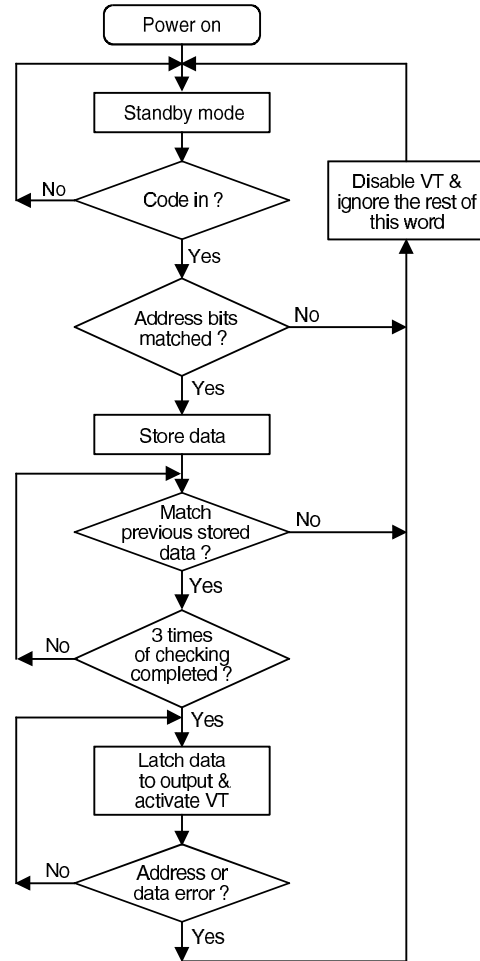 Power on
Standby mode
No
Code in ?
Disable VT &
ignore the rest of
this word
Yes
Address bits
matched ?
No
Yes
Store data
Match
previous stored
data ?
No
Yes
3 times
of checking
completed ?
No
Yes
Latch data
to output &
activate VT
No
Address or
data error ?
Yes